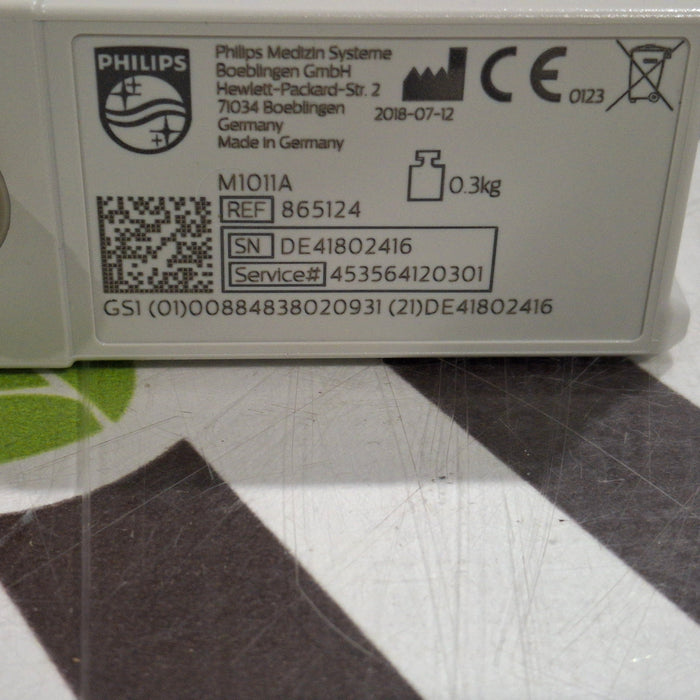 PHILIPS
Philips Medizin Systeme
Boeblingen GmbH
Hewlett-Packard-Str. 2
71034 Boeblingen
Germany
Made in Germany
2018-07-12
CE 0123
M1011A
0.3kg
REF 865124
SN DE41802416
Service# 453564120301
GS1 (01)00884838020931 (21)DE41802416